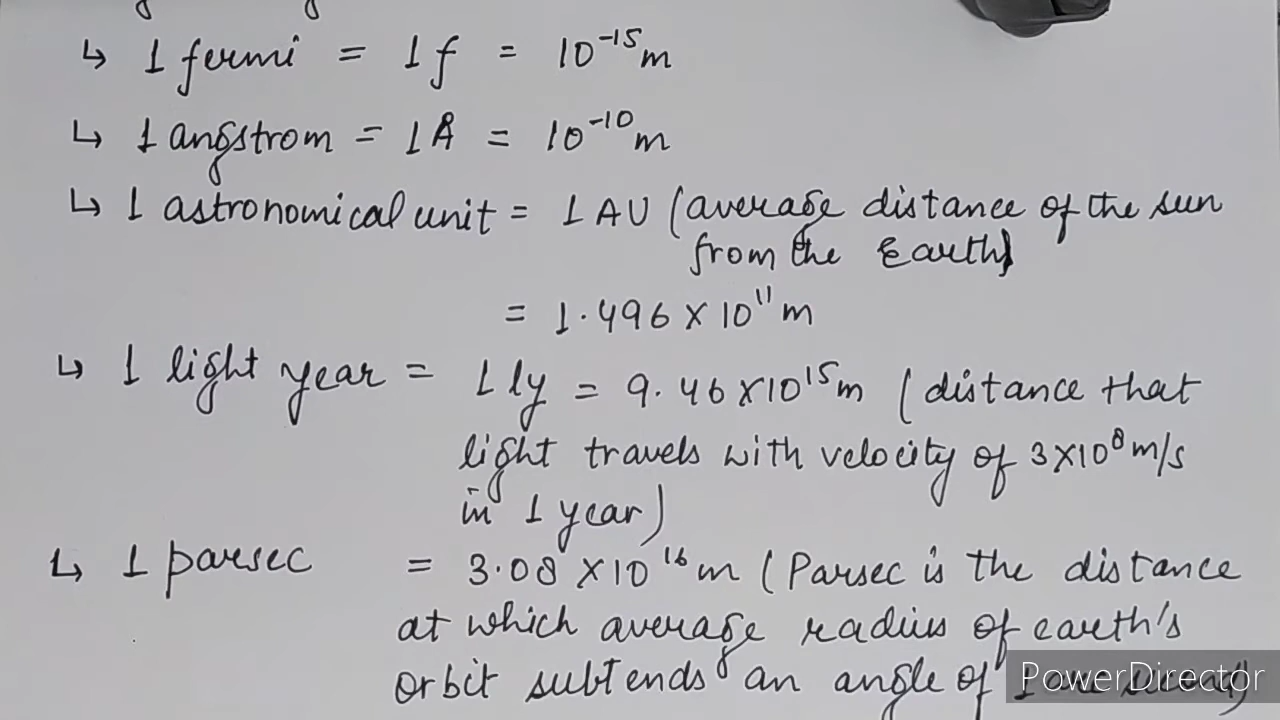 ↳ 1 fermi = 1 f = 10⁻¹⁵ m
↳ 1 angstrom = 1 Å = 10⁻¹⁰ m
↳ 1 astronomical unit = 1 AU (average distance of the sun
from the Earth)
= 1.496 × 10¹¹ m
↳ 1 light year = 1 ly = 9.46 × 10¹⁵ m (distance that
light travels with velocity of 3×10⁸ m/s
in 1 year)
↳ 1 parsec = 3.08 × 10¹⁶ m (Parsec is the distance
at which average radius of earth's
orbit subtends an angle of 1
PowerDirector